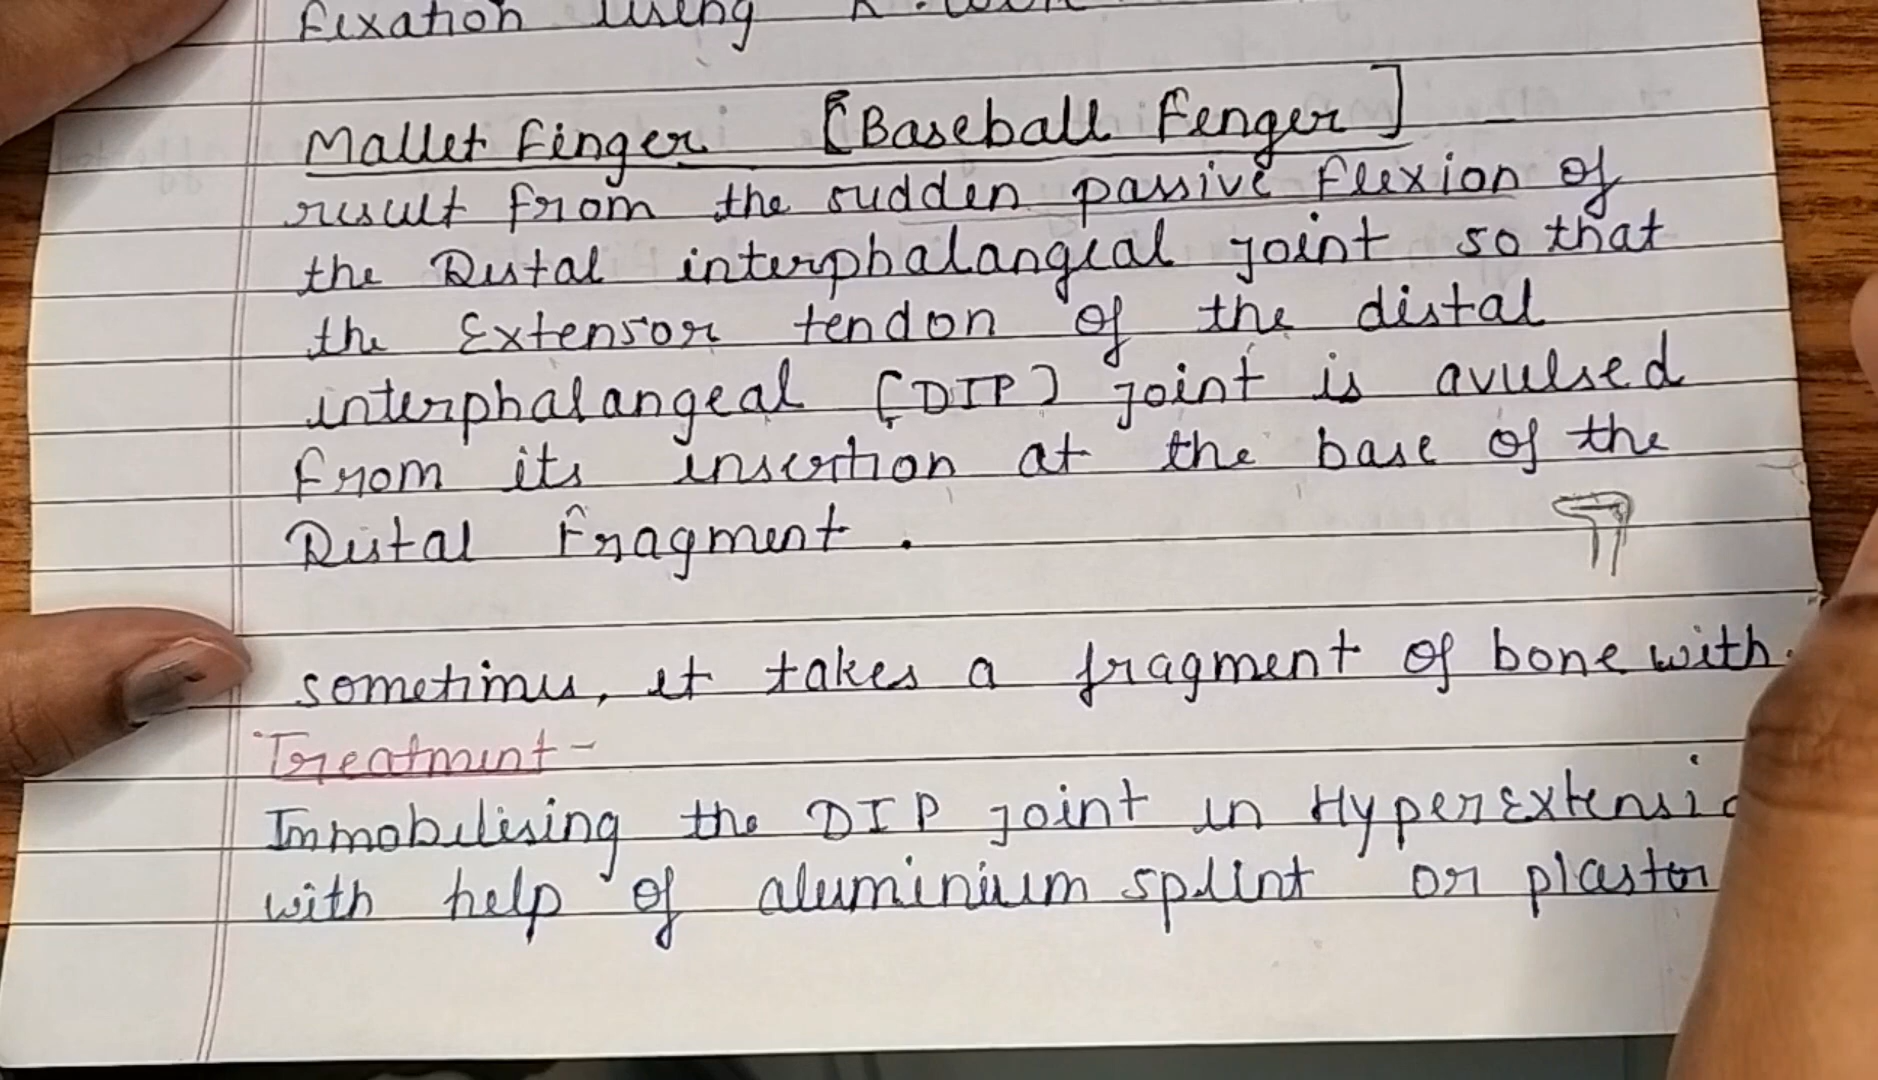 Fixation using K.
Mallet Finger [Baseball Fenger]
result from the sudden passive flexion of
the Distal interphalangeal joint so that
the Extensor tendon of the distal
interphalangeal [DIP] joint is avulsed
from its insertion at the base of the
Distal Fragment.
sometimes, it takes a fragment of bone with
Treatment -
Immobilising the DIP joint in Hyperextensio
with help of aluminium splint or plaster